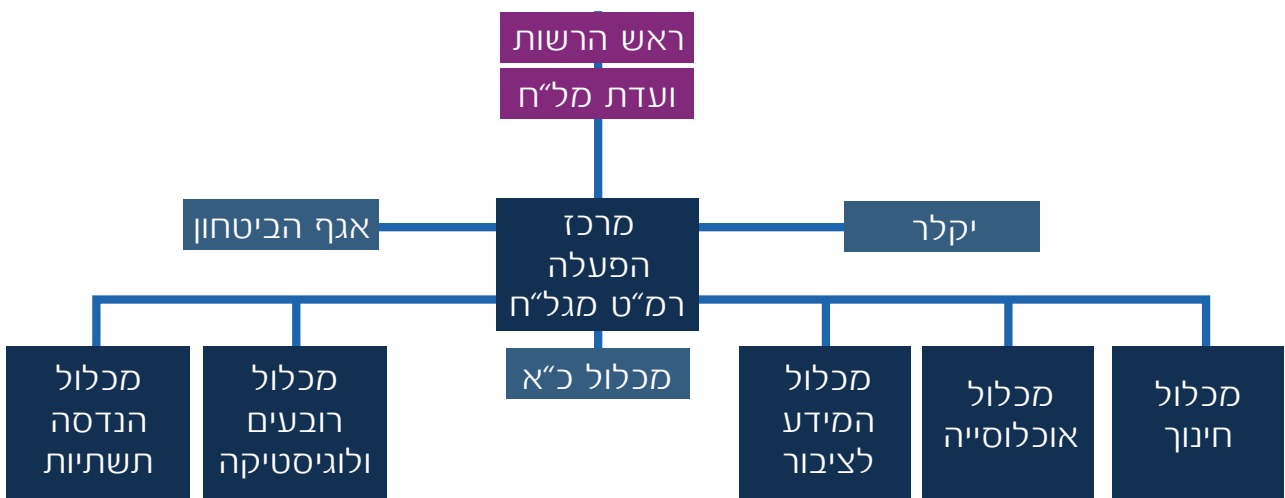 ראש הרשות
ועדת מל״ח
יקלר
מרכז
הפעלה
רמ״ט מגל״ח
אגף הביטחון
מכלול כ״א
מכלול
חינוך
מכלול
אוכלוסייה
מכלול
המידע
לציבור
מכלול
רובעים
ולוגיסטיקה
מכלול
הנדסה
תשתיות